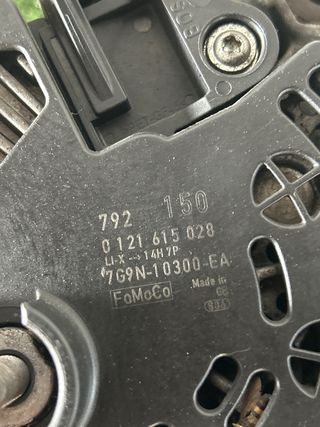 792 150
0 121 615 028
LI-X → 14H 7P
7G9N-10300-EA
FoMoCo
Made in